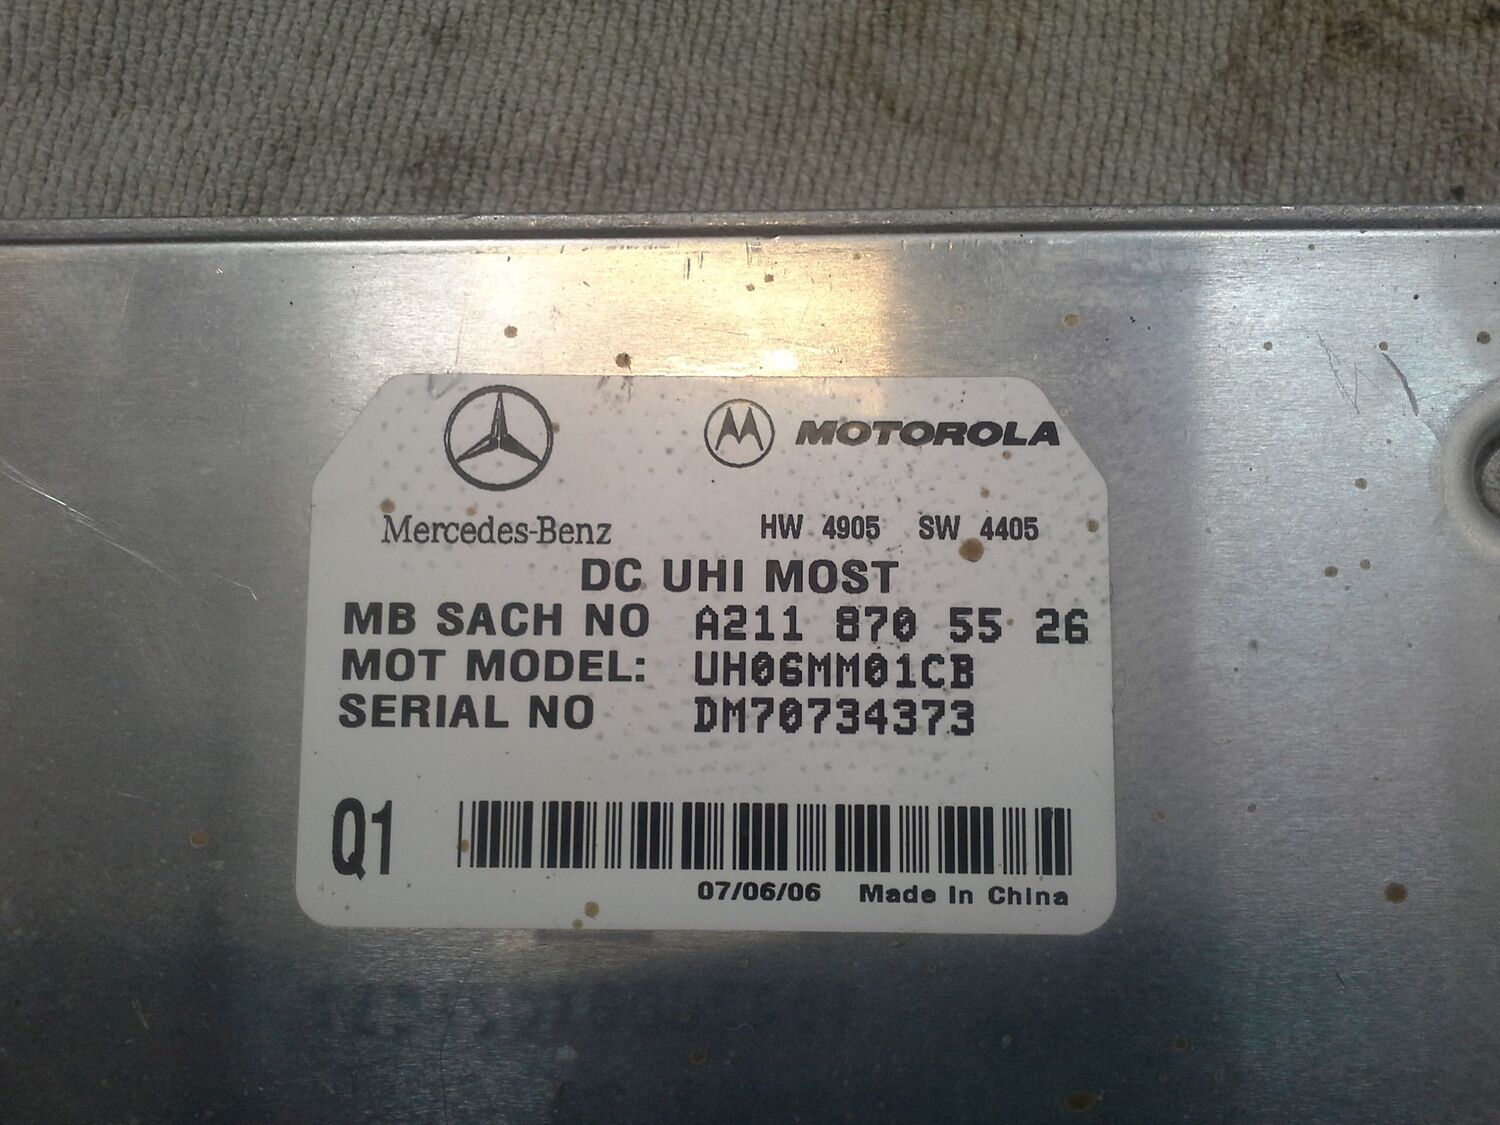 MOTOROLA
Mercedes-Benz HW 4905 SW 4405
DC UHI MOST
MB SACH NO A211 870 55 26
MOT MODEL: UH06MM01CB
SERIAL NO DM70734373
Q1
07/06/06 Made In China